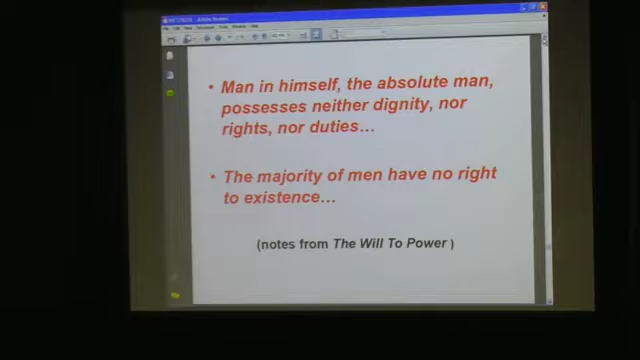 • Man in himself, the absolute man,
possesses neither dignity, nor
rights, nor duties…
• The majority of men have no right
to existence…
(notes from The Will To Power )